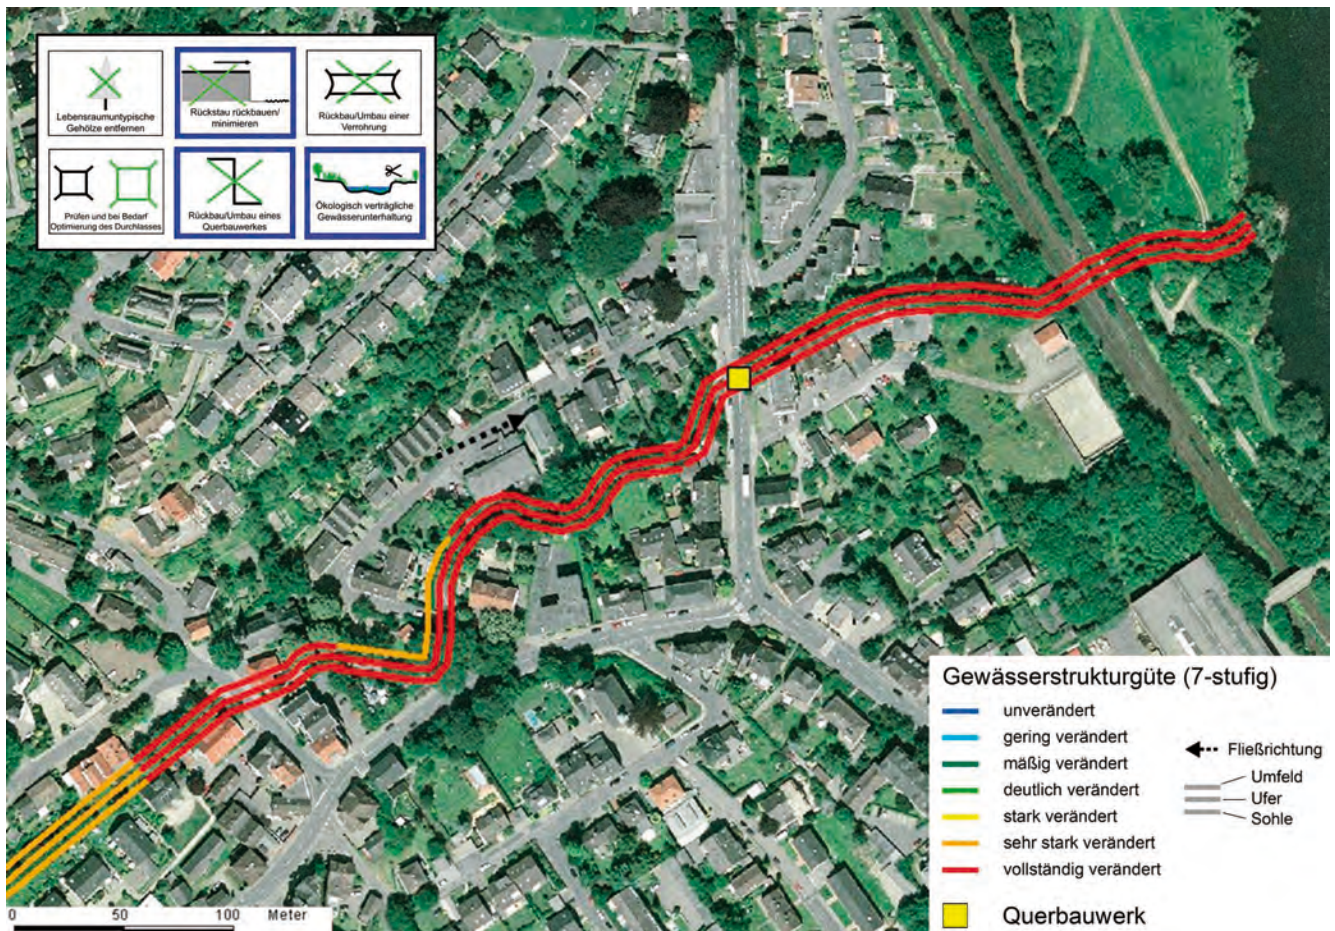 Lebensraumuntypische
Gehölze entfernen
Rückstau rückbauen/
minimieren
Rückbau/Umbau einer
Verrohrung
Prüfen und bei Bedarf
Optimierung des Durchlasses
Rückbau/Umbau eines
Querbauwerkes
Ökologisch verträgliche
Gewässerunterhaltung
Gewässerstrukturgüte (7-stufig)
unverändert
gering verändert
mäßig verändert
deutlich verändert
stark verändert
sehr stark verändert
vollständig verändert
Fließrichtung
Umfeld
Ufer
Sohle
Querbauwerk
0 50 100 Meter